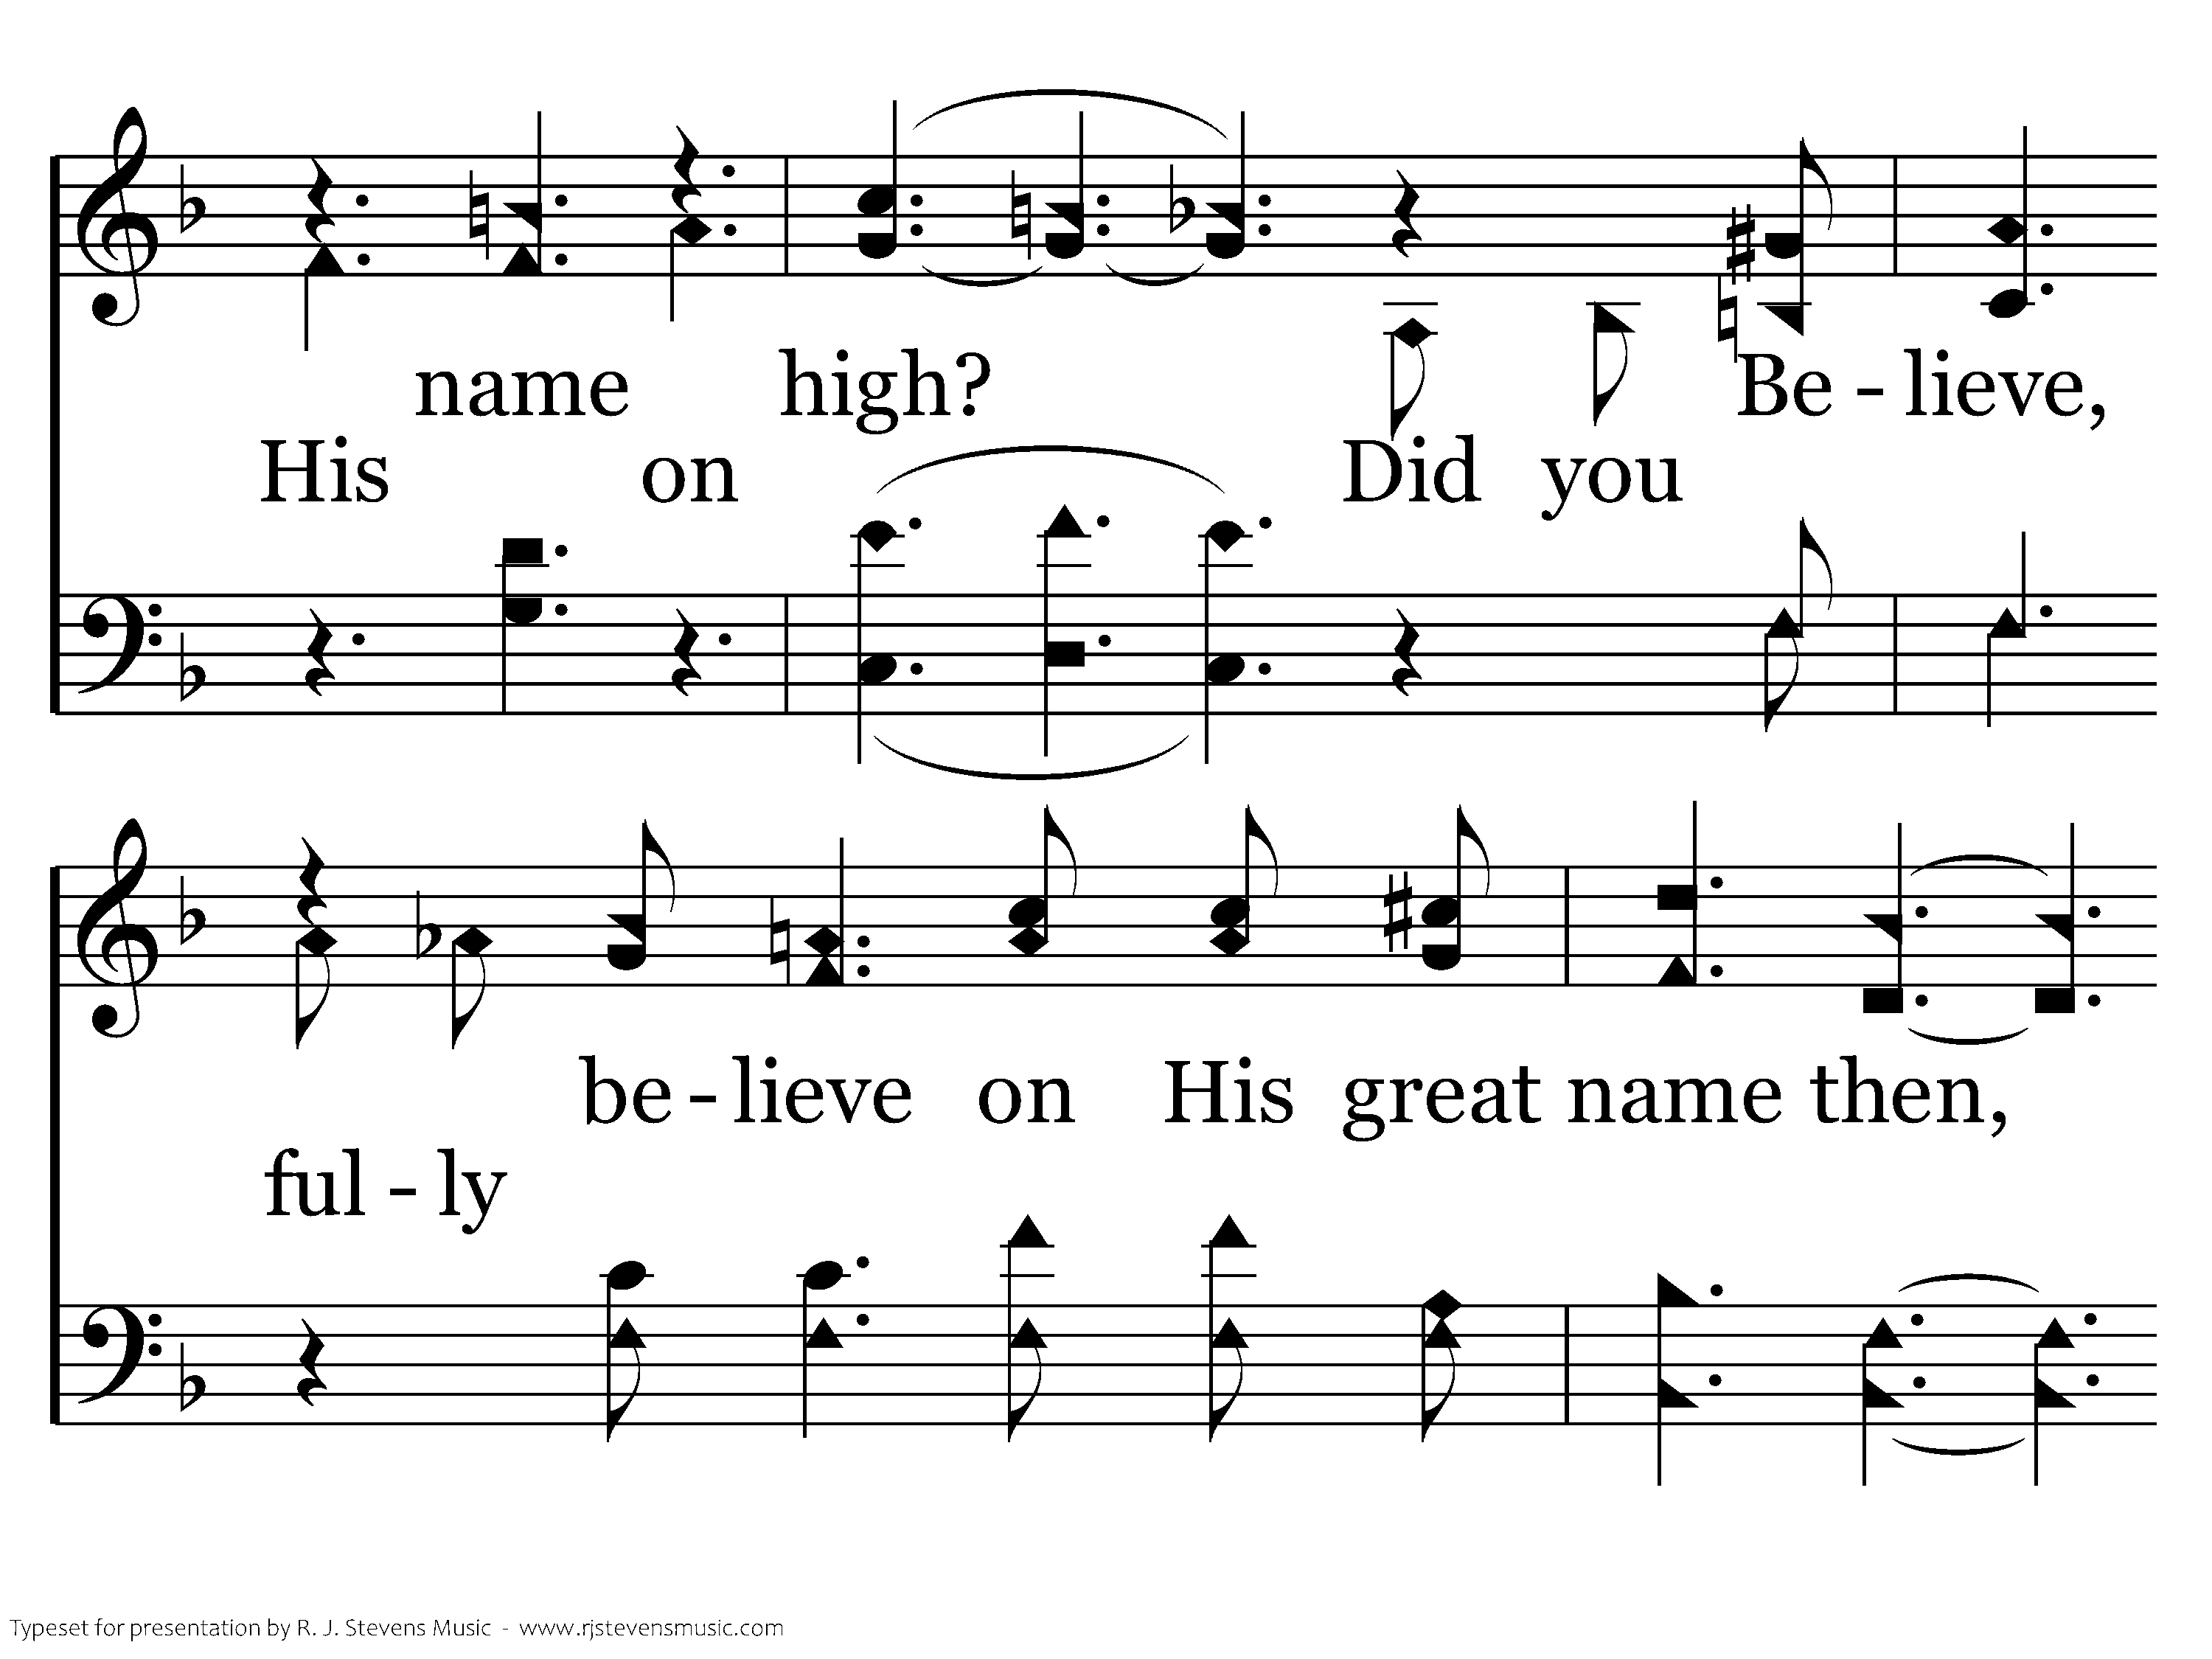 name high? Be - lieve,
His on Did you
be - lieve on His great name then,
ful - ly
Typeset for presentation by R. J. Stevens Music - www.rjstevensmusic.com